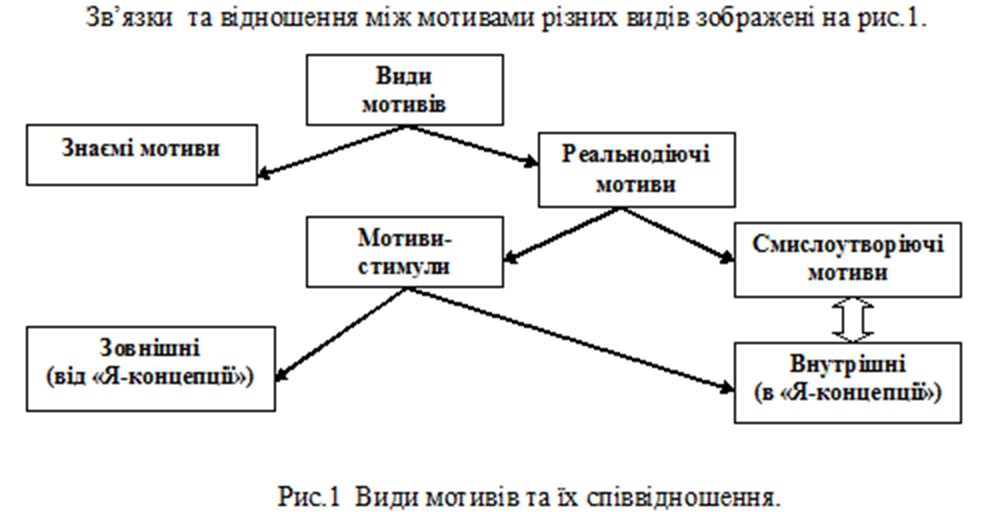 Зв’язки та відношення між мотивами різних видів зображені на рис.1.
Види
мотивів
Знаємі мотиви
Реальнодіючі
мотиви
Мотиви-
стимули
Смислоутворіюючі
мотиви
Зовнішні
(від «Я-концепції»)
Внутрішні
(в «Я-концепції»)
Рис.1 Види мотивів та їх співвідношення.